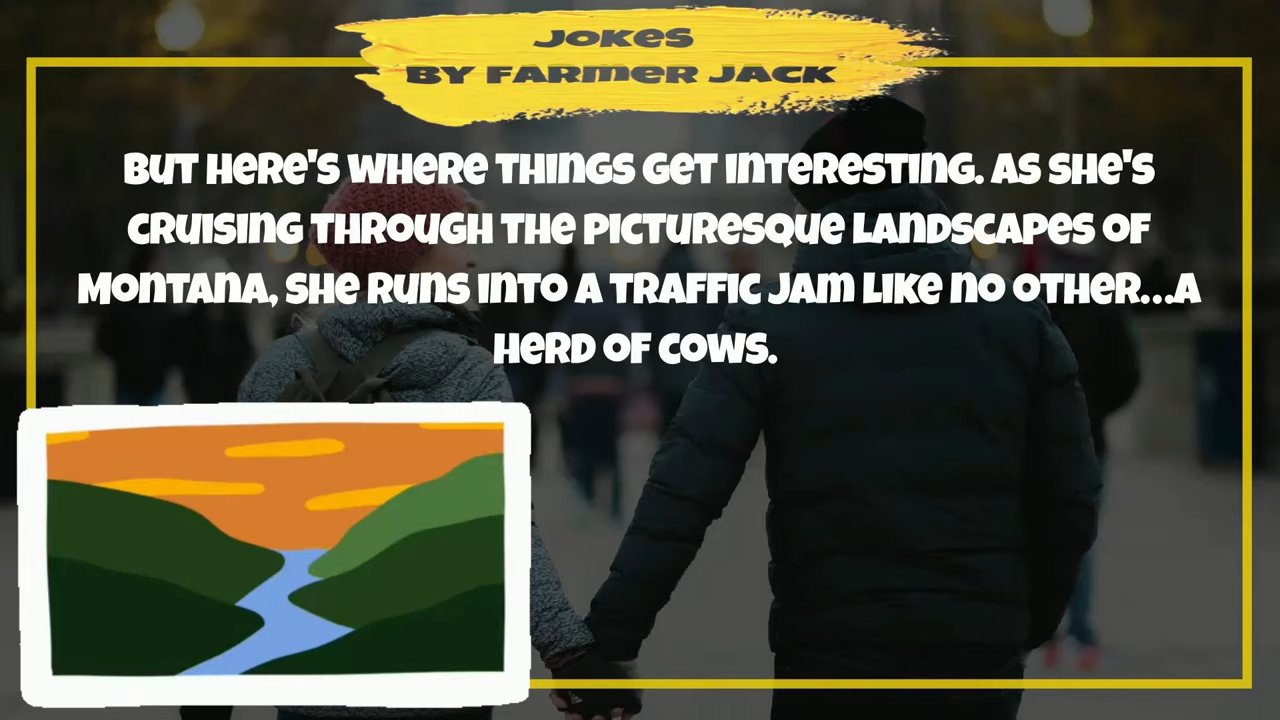 JOKES
BY FARMER JACK
BUT HERE'S WHERE THINGS GET INTERESTING. AS SHE'S
CRUISING THROUGH THE PICTURESQUE LANDSCAPES OF
MONTANA, SHE RUNS INTO A TRAFFIC JAM LIKE NO OTHER...A
HERD OF COWS.